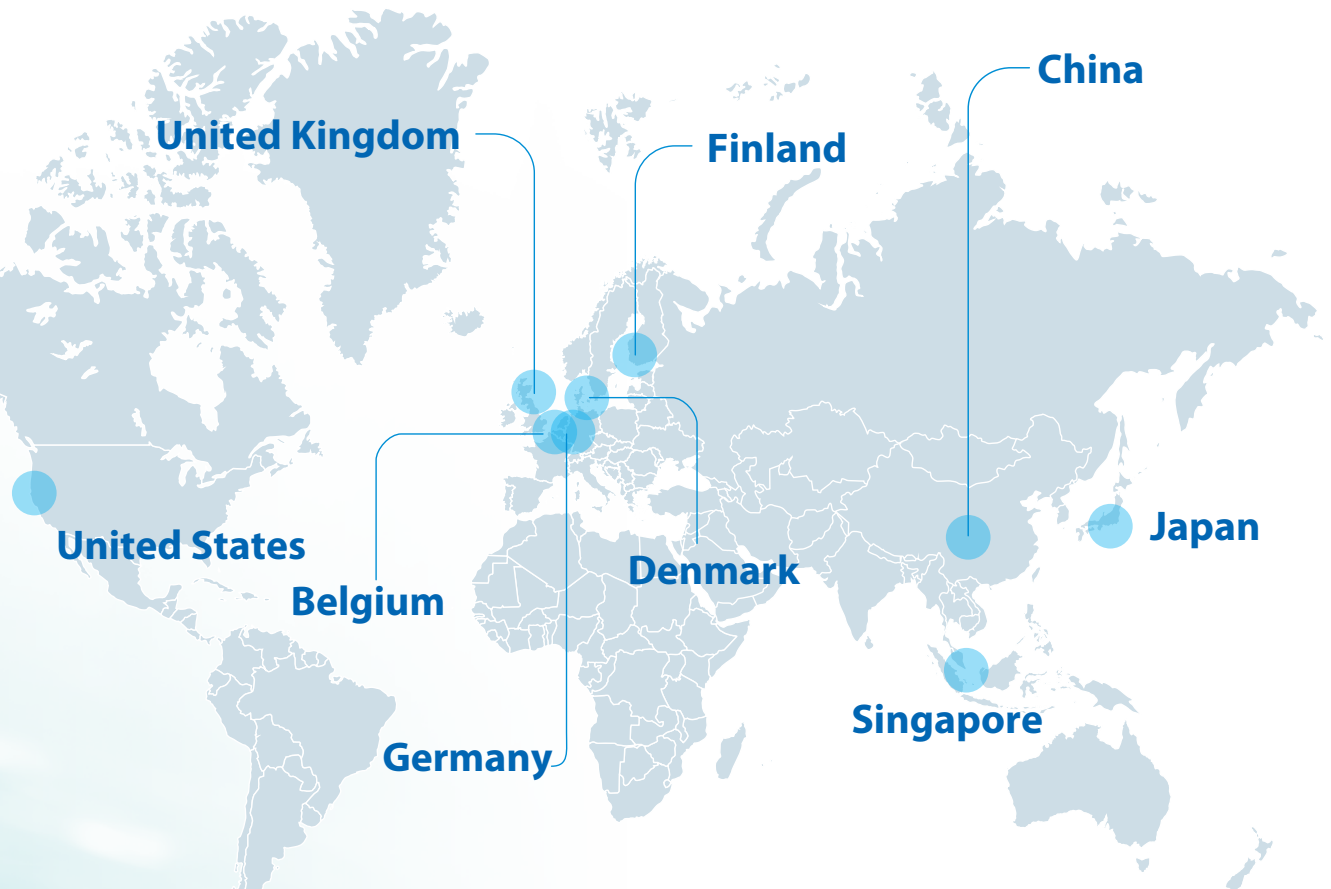 China
United Kingdom
Finland
Japan
United States
Denmark
Belgium
Singapore
Germany